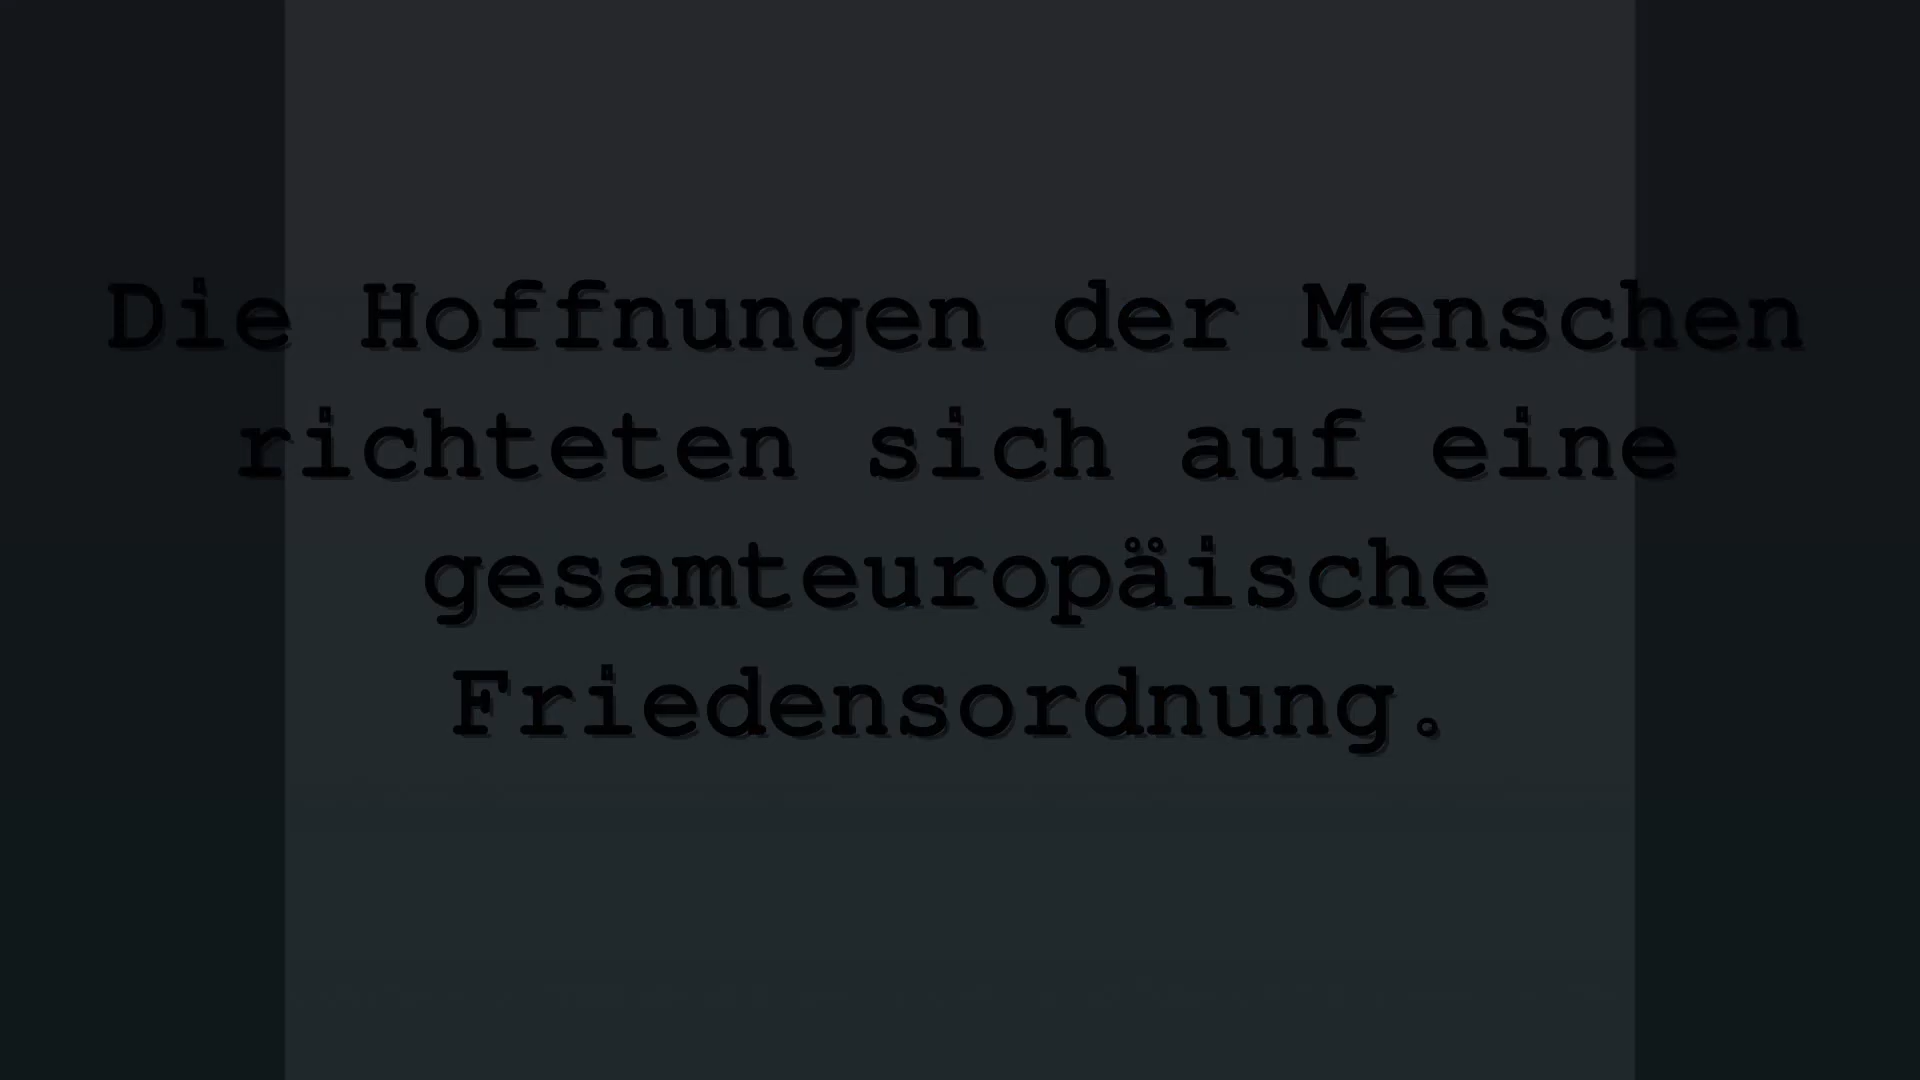 Die Hoffnungen der Menschen
richteten sich auf eine
gesamteuropäische
Friedensordnung.